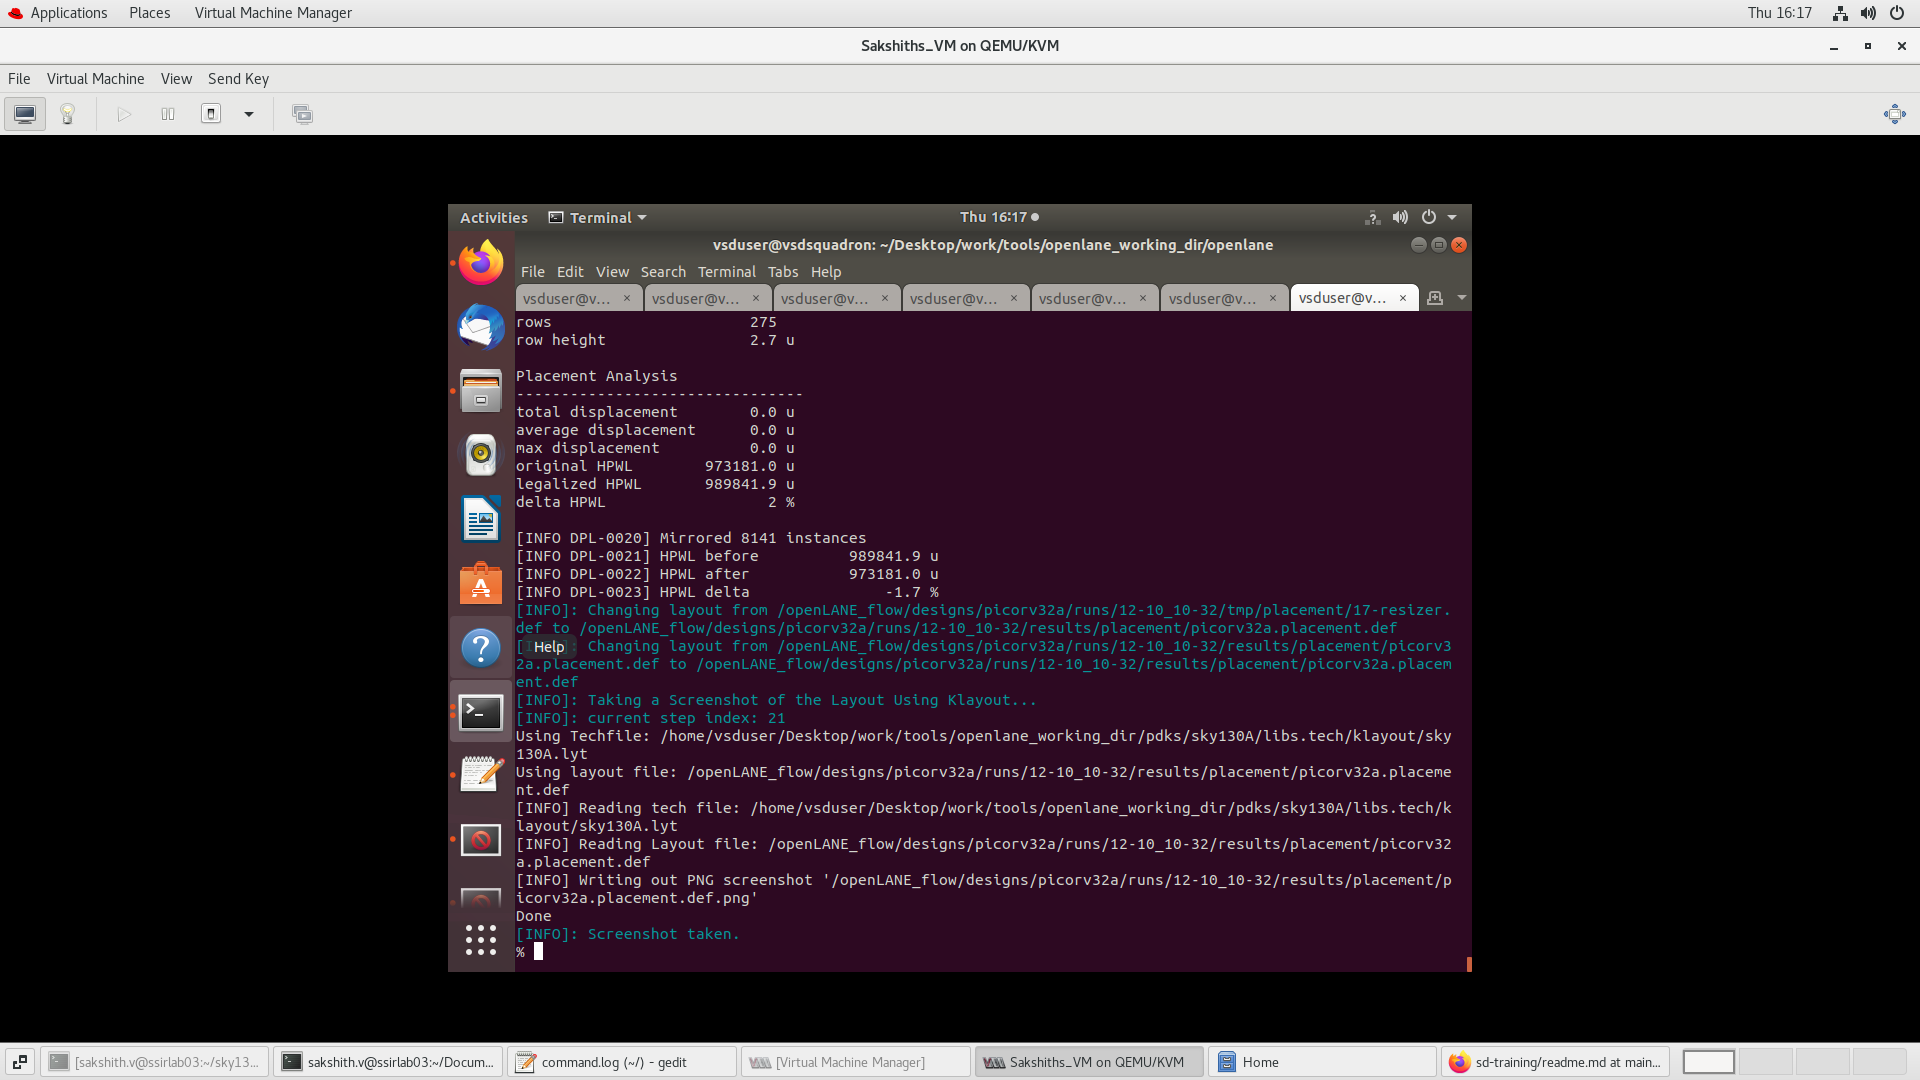 Applications Places Virtual Machine Manager Thu 16:17
Sakshiths_VM on QEMU/KVM
File Virtual Machine View Send Key
Activities Terminal Thu 16:17
vsduser@vsdsquadron: ~/Desktop/work/tools/openlane_working_dir/openlane
File Edit View Search Terminal Tabs Help
vsduser@v... × vsduser@v... × vsduser@v... × vsduser@v... × vsduser@v... × vsduser@v... × vsduser@v... ×
rows 275
row height 2.7 u
Placement Analysis
--------------------------------
total displacement 0.0 u
average displacement 0.0 u
max displacement 0.0 u
original HPWL 973181.0 u
legalized HPWL 989841.9 u
delta HPWL 2 %
[INFO DPL-0020] Mirrored 8141 instances
[INFO DPL-0021] HPWL before 989841.9 u
[INFO DPL-0022] HPWL after 973181.0 u
[INFO DPL-0023] HPWL delta -1.7 %
[INFO]: Changing layout from /openLANE_flow/designs/picorv32a/runs/12-10_10-32/tmp/placement/17-resizer.
def to /openLANE_flow/designs/picorv32a/runs/12-10_10-32/results/placement/picorv32a.placement.def
Help : Changing layout from /openLANE_flow/designs/picorv32a/runs/12-10_10-32/results/placement/picorv3
2a.placement.def to /openLANE_flow/designs/picorv32a/runs/12-10_10-32/results/placement/picorv32a.placem
ent.def
[INFO]: Taking a Screenshot of the Layout Using Klayout...
[INFO]: current step index: 21
Using Techfile: /home/vsduser/Desktop/work/tools/openlane_working_dir/pdks/sky130A/libs.tech/klayout/sky
130A.lyt
Using layout file: /openLANE_flow/designs/picorv32a/runs/12-10_10-32/results/placement/picorv32a.placeme
nt.def
[INFO] Reading tech file: /home/vsduser/Desktop/work/tools/openlane_working_dir/pdks/sky130A/libs.tech/k
layout/sky130A.lyt
[INFO] Reading Layout file: /openLANE_flow/designs/picorv32a/runs/12-10_10-32/results/placement/picorv32
a.placement.def
[INFO] Writing out PNG screenshot '/openLANE_flow/designs/picorv32a/runs/12-10_10-32/results/placement/p
icorv32a.placement.def.png'
Done
[INFO]: Screenshot taken.
%
[sakshith.v@ssirlab03:~/sky13... sakshith.v@ssirlab03:~/Docum... command.log (~/) - gedit [Virtual Machine Manager] Sakshiths_VM on QEMU/KVM Home sd-training/readme.md at main...